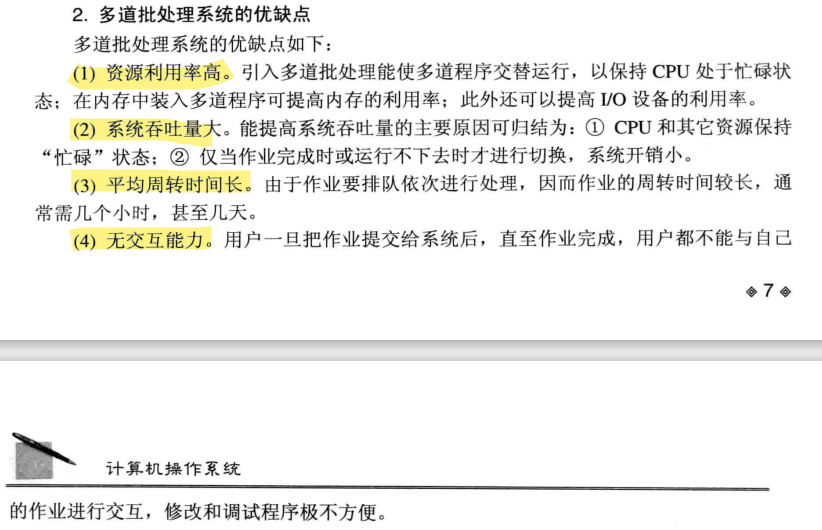 2. 多道批处理系统的优缺点
多道批处理系统的优缺点如下：
(1) 资源利用率高。引入多道批处理能使多道程序交替运行，以保持 CPU 处于忙碌状
态；在内存中装入多道程序可提高内存的利用率；此外还可以提高 I/O 设备的利用率。
(2) 系统吞吐量大。能提高系统吞吐量的主要原因可归结为：① CPU 和其它资源保持
“忙碌”状态；② 仅当作业完成时或运行不下去时才进行切换，系统开销小。
(3) 平均周转时间长。由于作业要排队依次进行处理，因而作业的周转时间较长，通
常需几个小时，甚至几天。
(4) 无交互能力。用户一旦把作业提交给系统后，直至作业完成，用户都不能与自己
7
计算机操作系统
的作业进行交互，修改和调试程序极不方便。